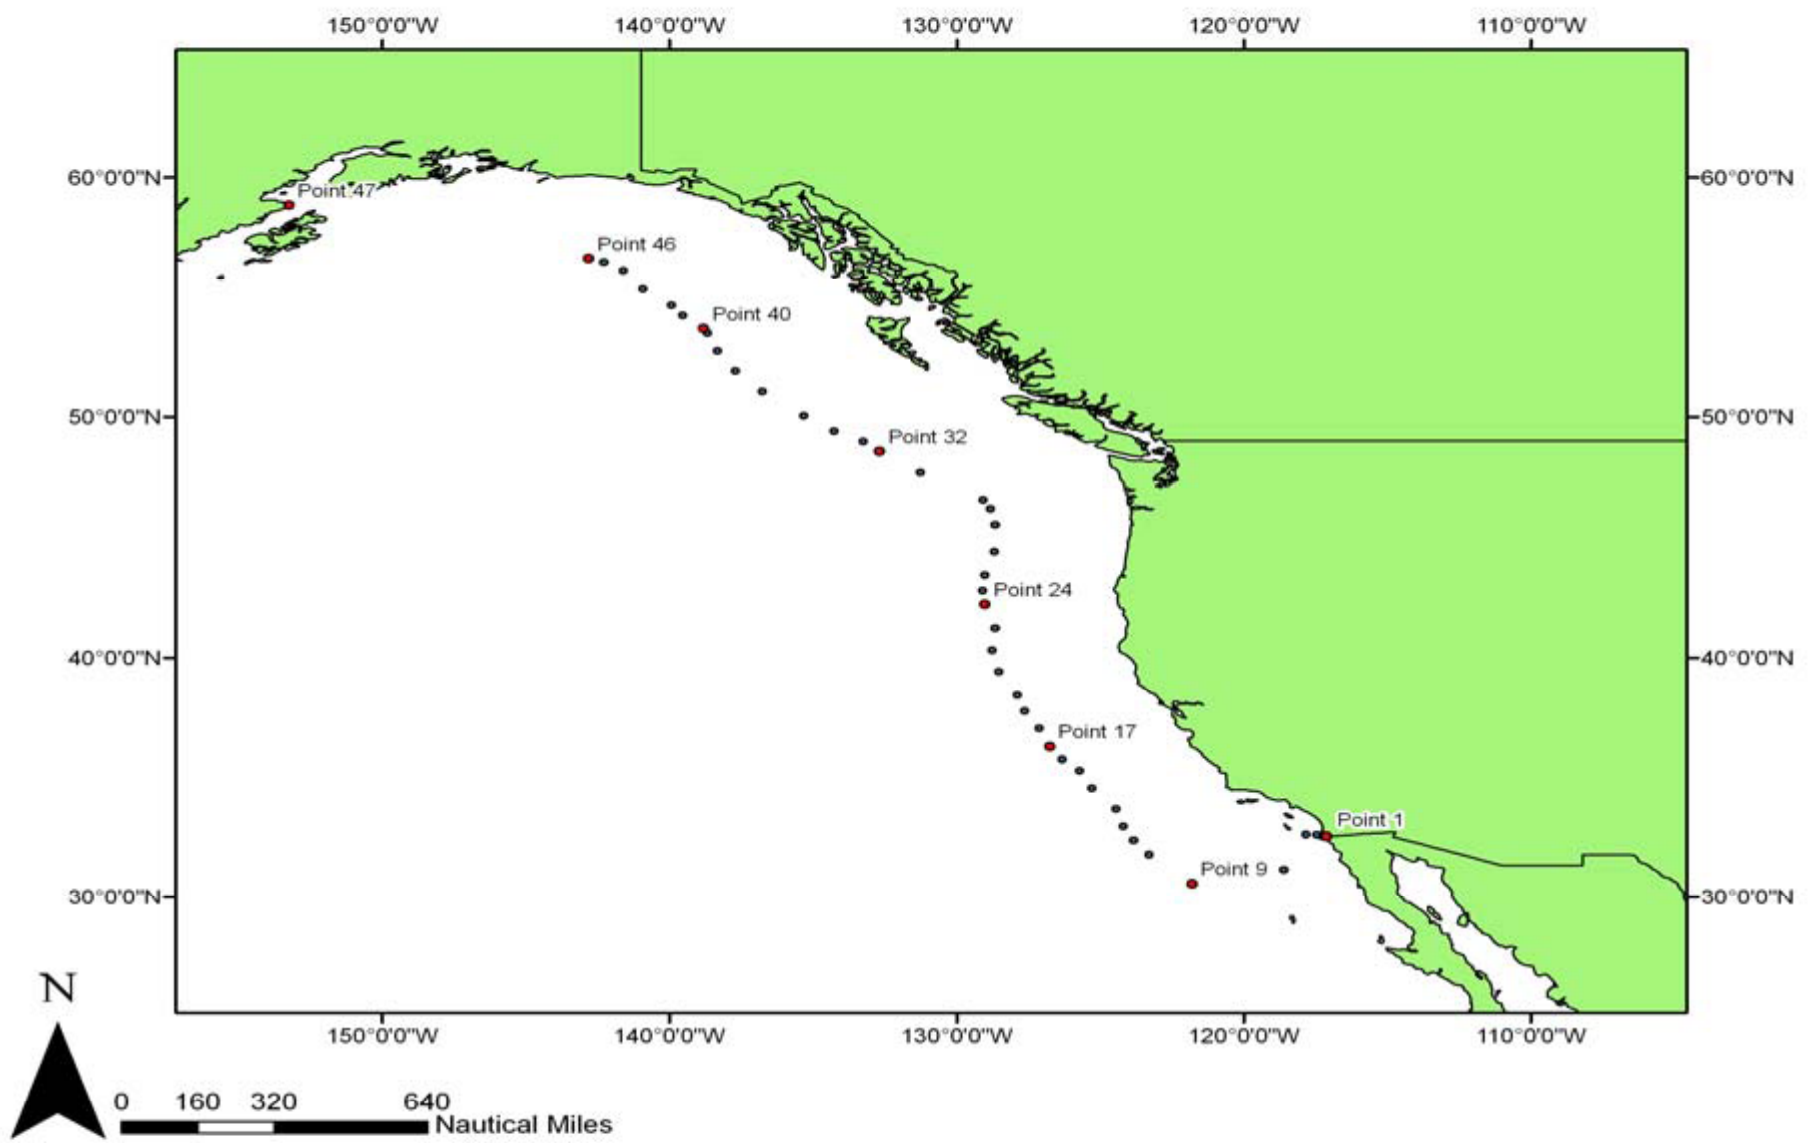 150°0'0"W 140°0'0"W 130°0'0"W 120°0'0"W 110°0'0"W
60°0'0"N 60°0'0"N
Point 47
Point 46
Point 40
50°0'0"N 50°0'0"N
Point 32
Point 24
40°0'0"N 40°0'0"N
Point 17
Point 1
Point 9
30°0'0"N 30°0'0"N
N
150°0'0"W 140°0'0"W 130°0'0"W 120°0'0"W 110°0'0"W
0 160 320 640
Nautical Miles